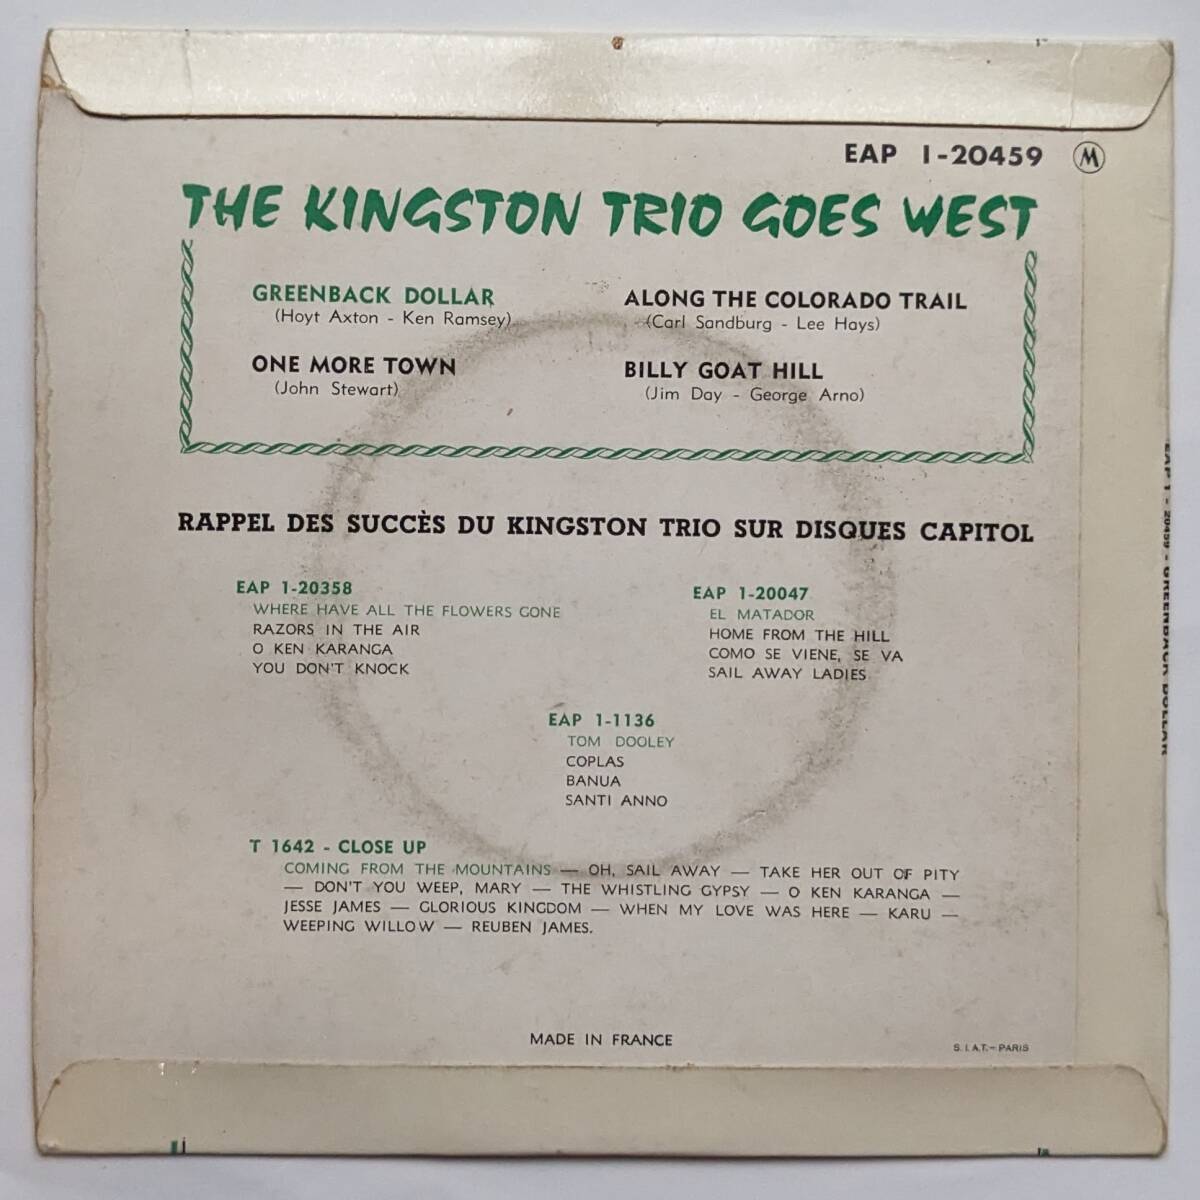 EAP 1-20459 M
THE KINGSTON TRIO GOES WEST
GREENBACK DOLLAR
(Hoyt Axton - Ken Ramsey)
ONE MORE TOWN
(John Stewart)
ALONG THE COLORADO TRAIL
(Carl Sandburg - Lee Hays)
BILLY GOAT HILL
(Jim Day - George Arno)
RAPPEL DES SUCCÈS DU KINGSTON TRIO SUR DISQUES CAPITOL
EAP 1-20358
WHERE HAVE ALL THE FLOWERS GONE
RAZORS IN THE AIR
O KEN KARANGA
YOU DON'T KNOCK
EAP 1-20047
EL MATADOR
HOME FROM THE HILL
COMO SE VIENE, SE VA
SAIL AWAY LADIES
EAP 1-1136
TOM DOOLEY
COPLAS
BANUA
SANTI ANNO
T 1642 - CLOSE UP
COMING FROM THE MOUNTAINS — OH, SAIL AWAY — TAKE HER OUT OF PITY
— DON'T YOU WEEP, MARY — THE WHISTLING GYPSY — O KEN KARANGA —
JESSE JAMES — GLORIOUS KINGDOM — WHEN MY LOVE WAS HERE — KARU —
WEEPING WILLOW — REUBEN JAMES.
MADE IN FRANCE
S.I.A.T. - PARIS
EAP 1 - 20459 - GREENBACK DOLLAR